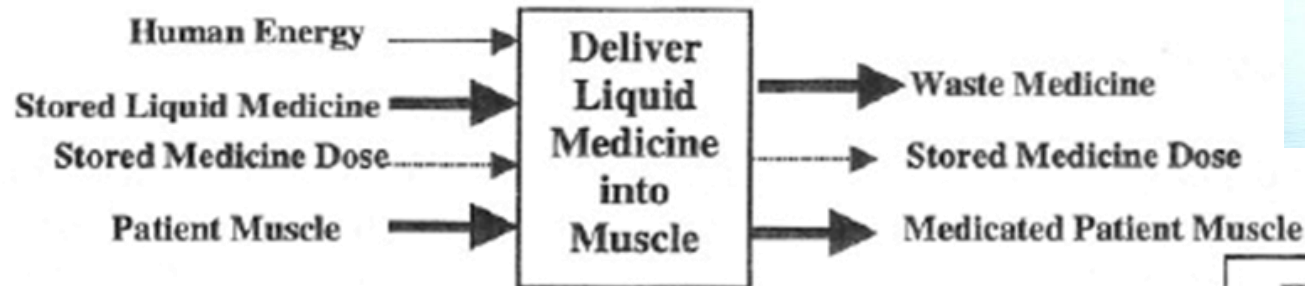 Human Energy
Stored Liquid Medicine
Stored Medicine Dose
Patient Muscle
Deliver
Liquid
Medicine
into
Muscle
Waste Medicine
Stored Medicine Dose
Medicated Patient Muscle